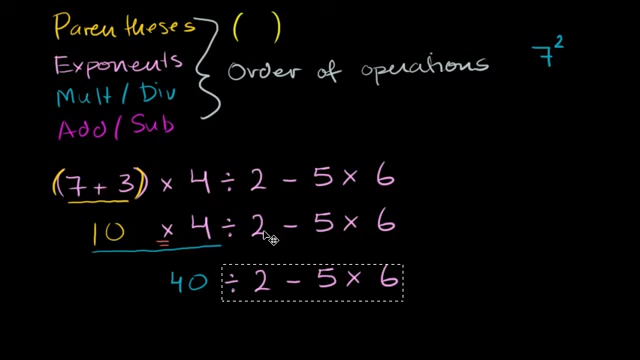 Parentheses ( )
Exponents
Order of operations 7²
Mult/Div
Add/Sub
(7 + 3) × 4 ÷ 2 − 5 × 6
10 × 4 ÷ 2 − 5 × 6
40 ÷ 2 − 5 × 6